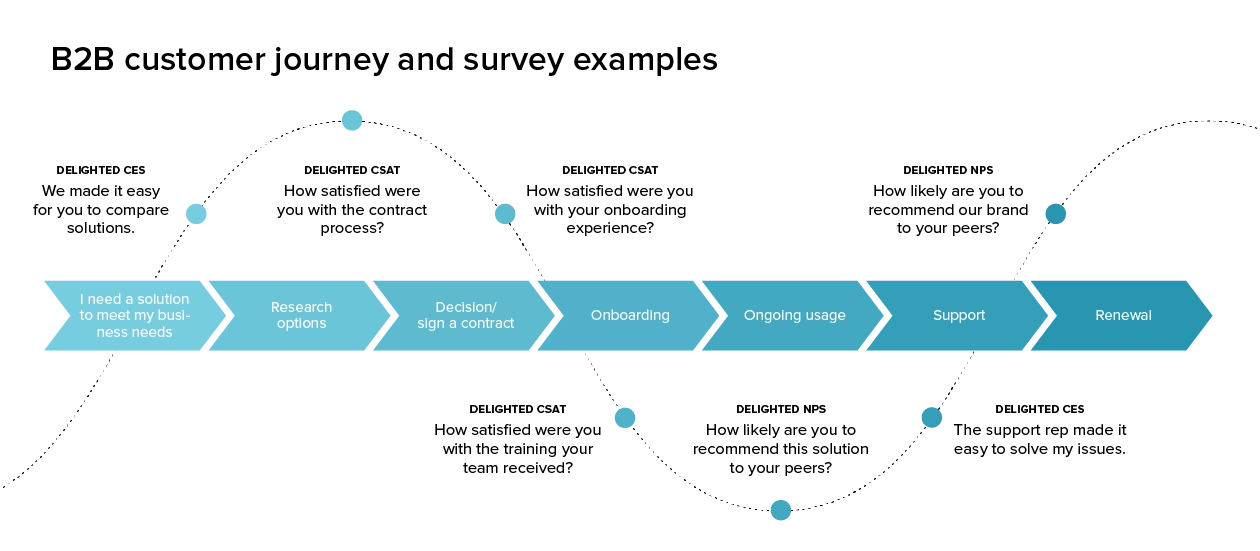 B2B customer journey and survey examples
DELIGHTED CES
We made it easy
for you to compare
solutions.
DELIGHTED CSAT
How satisfied were
you with the contract
process?
DELIGHTED CSAT
How satisfied were you
with your onboarding
experience?
DELIGHTED NPS
How likely are you to
recommend our brand
to your peers?
I need a solution
to meet my busi-
ness needs
Research
options
Decision/
sign a contract
Onboarding
Ongoing usage
Support
Renewal
DELIGHTED CSAT
How satisfied were you
with the training your
team received?
DELIGHTED NPS
How likely are you to
recommend this solution
to your peers?
DELIGHTED CES
The support rep made it
easy to solve my issues.